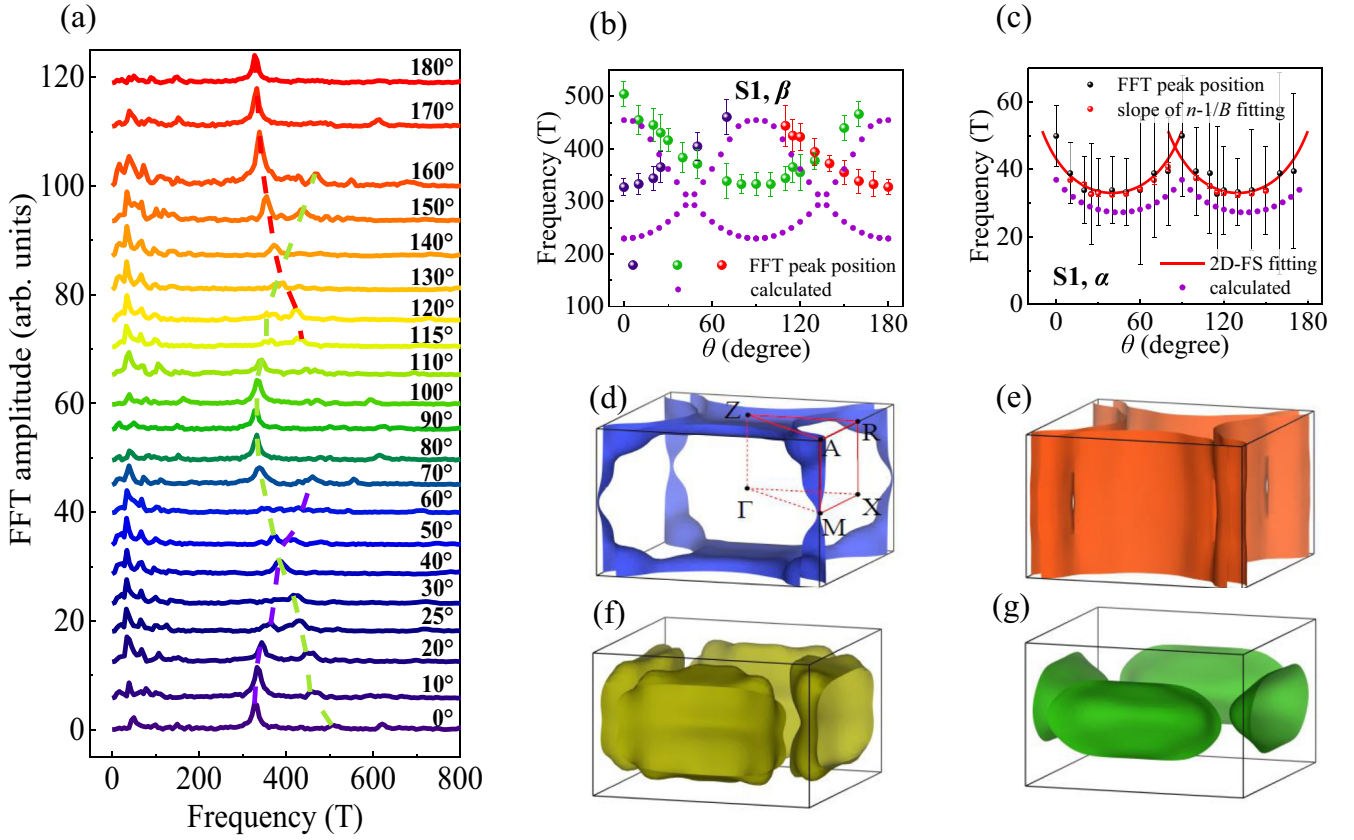 (a)
FFT amplitude (arb. units)
120
100
80
60
40
20
0
180°
170°
160°
150°
140°
130°
120°
115°
110°
100°
90°
80°
70°
60°
50°
40°
30°
25°
20°
10°
0°
0 200 400 600 800
Frequency (T)
(b)
Frequency (T)
500
400
300
200
100
S1, β
FFT peak position
calculated
0 60 120 180
θ (degree)
(c)
Frequency (T)
60
40
20
0
FFT peak position
slope of n-1/B fitting
S1, α
2D-FS fitting
calculated
0 60 120 180
θ (degree)
(d)
Z
R
A
Γ
X
M
(e)
(f)
(g)